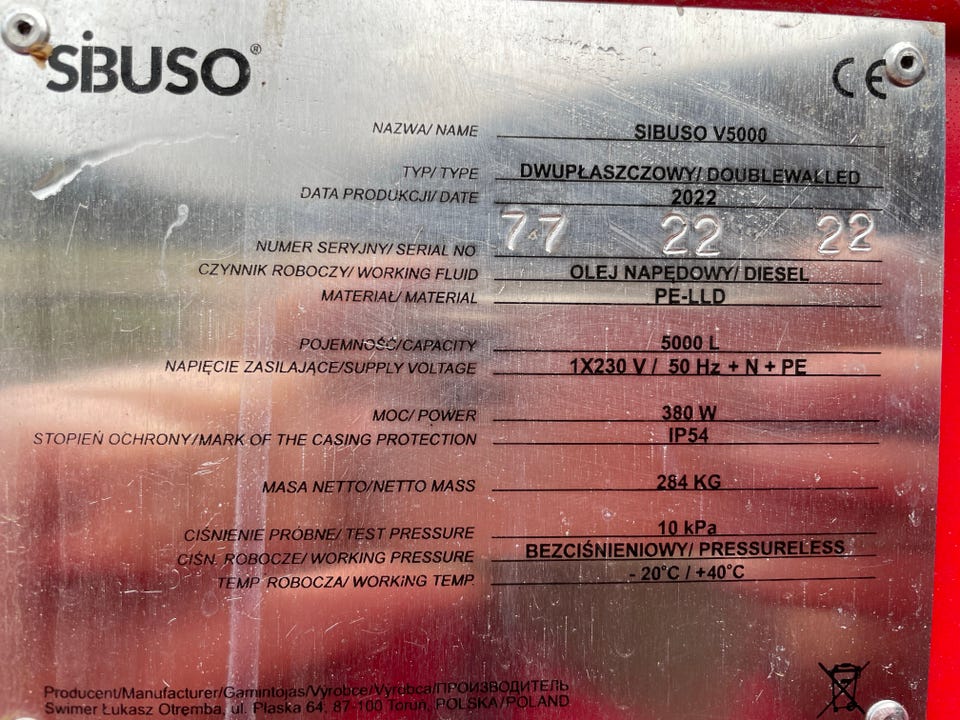 SIBUSO®
CE
NAZWA/ NAME SIBUSO V5000
TYP/ TYPE DWUPŁASZCZOWY/ DOUBLEWALLED
DATA PRODUKCJI/ DATE 2022
NUMER SERYJNY/ SERIAL NO 77 22 22
CZYNNIK ROBOCZY/ WORKING FLUID OLEJ NAPĘDOWY/ DIESEL
MATERIAŁ/ MATERIAL PE-LLD
POJEMNOŚĆ/CAPACITY 5000 L
NAPIĘCIE ZASILAJĄCE/SUPPLY VOLTAGE 1X230 V / 50 Hz + N + PE
MOC/ POWER 380 W
STOPIEŃ OCHRONY/MARK OF THE CASING PROTECTION IP54
MASA NETTO/NETTO MASS 284 KG
CIŚNIENIE PRÓBNE/ TEST PRESSURE 10 kPa
CIŚN. ROBOCZE/ WORKING PRESSURE BEZCIŚNIENIOWY/ PRESSURELESS
TEMP ROBOCZA/ WORKING TEMP. - 20°C / +40°C
Producent/Manufacturer/Gamintojas/Výrobce/Výrobca/ПРОИЗВОДИТЕЛЬ
Swimer Łukasz Otremba, ul. Płaska 64, 87-100 Toruń, POLSKA/POLAND